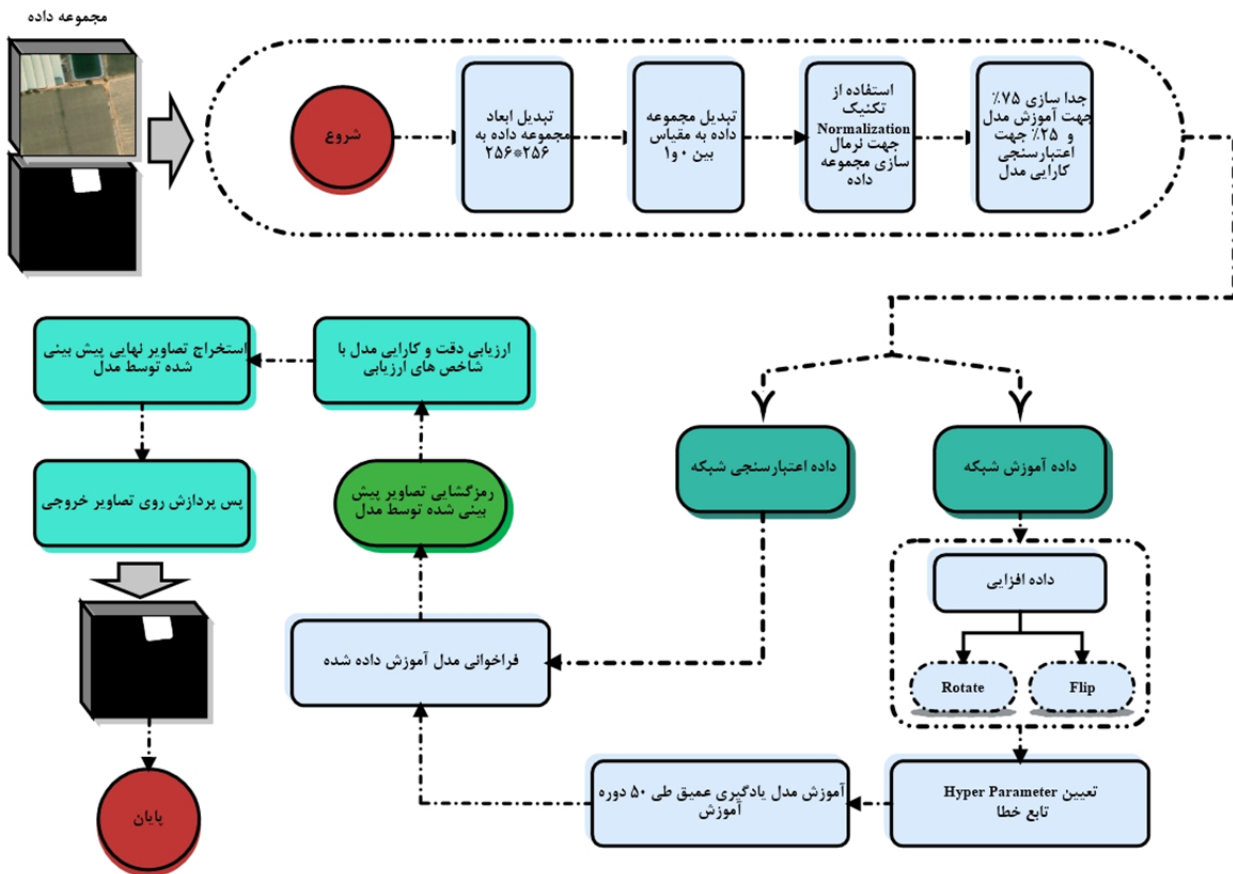 مجموعه داده
شروع
تبدیل ابعاد
مجموعه داده به
۲۵۶*۲۵۶
تبدیل مجموعه
داده به مقیاس
بین ۰ و۱
استفاده از
تکنیک
Normalization
جهت نرمال
سازی مجموعه
داده
جدا سازی ۷۵٪
جهت آموزش مدل
و ۲۵٪ جهت
اعتبارسنجی
کارایی مدل
داده آموزش شبکه
داده اعتبارسنجی شبکه
داده افزایی
Rotate
Flip
تعیین Hyper Parameter
تابع خطا
آموزش مدل یادگیری عمیق طی ۵۰ دوره
آموزش
فراخوانی مدل آموزش داده شده
رمزگشایی تصاویر پیش
بینی شده توسط مدل
ارزیابی دقت و کارایی مدل با
شاخص های ارزیابی
استخراج تصاویر نهایی پیش بینی
شده توسط مدل
پس پردازش روی تصاویر خروجی
پایان